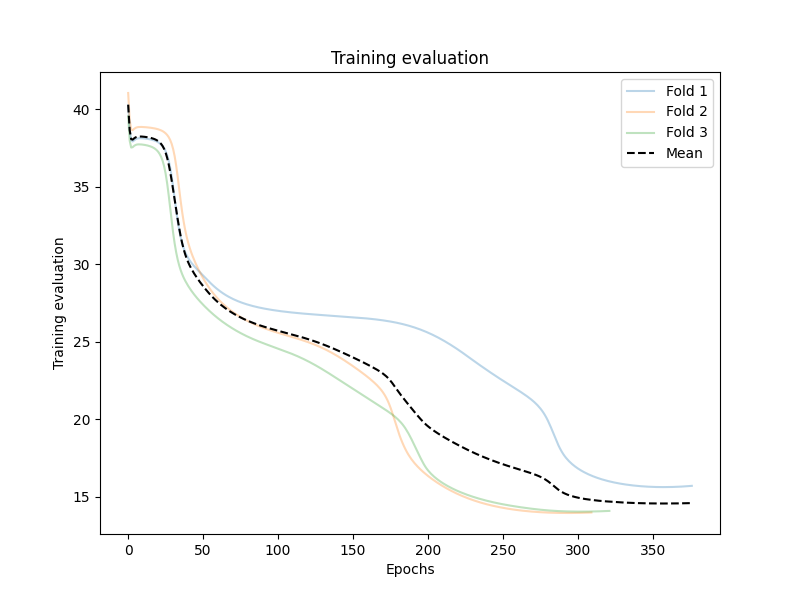 Training evaluation
Fold 1
Fold 2
Fold 3
Mean
Training evaluation
40
35
30
25
20
15
0 50 100 150 200 250 300 350
Epochs